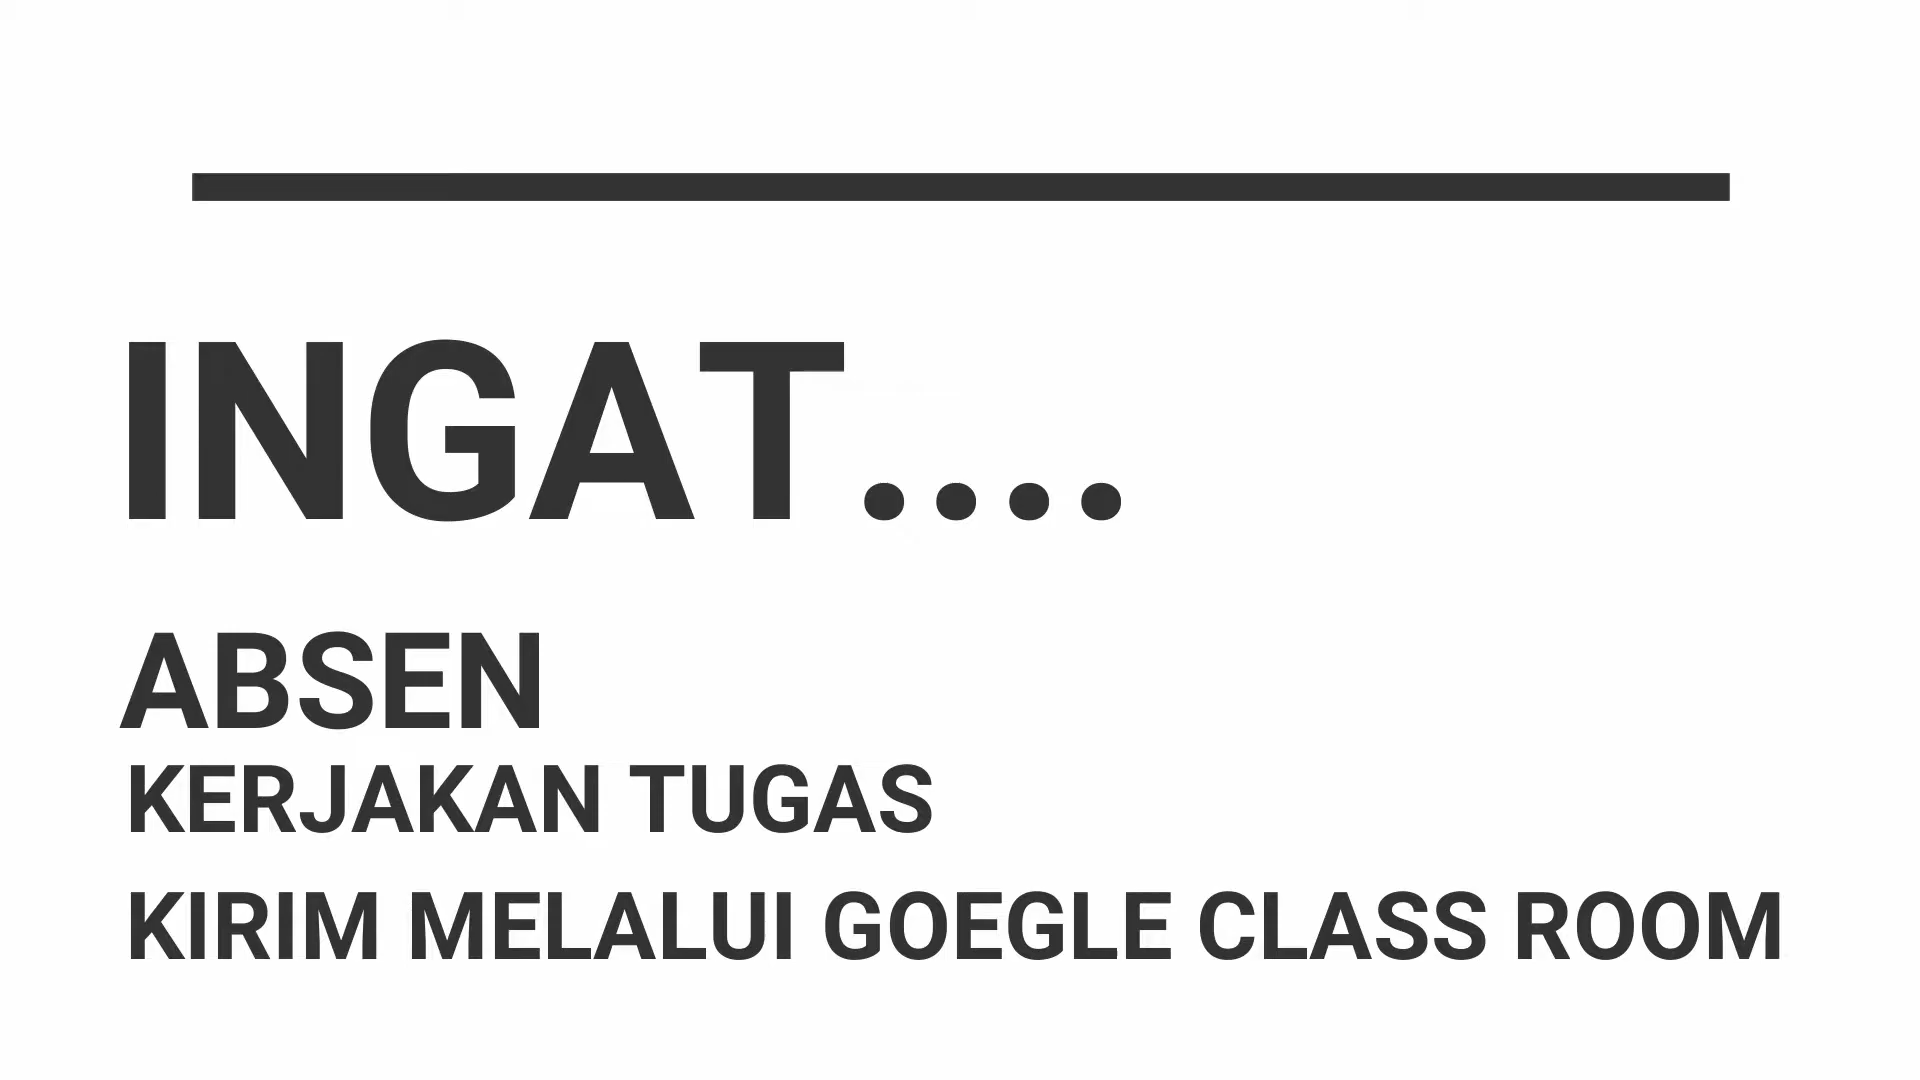 INGAT....
ABSEN
KERJAKAN TUGAS
KIRIM MELALUI GOEGLE CLASS ROOM